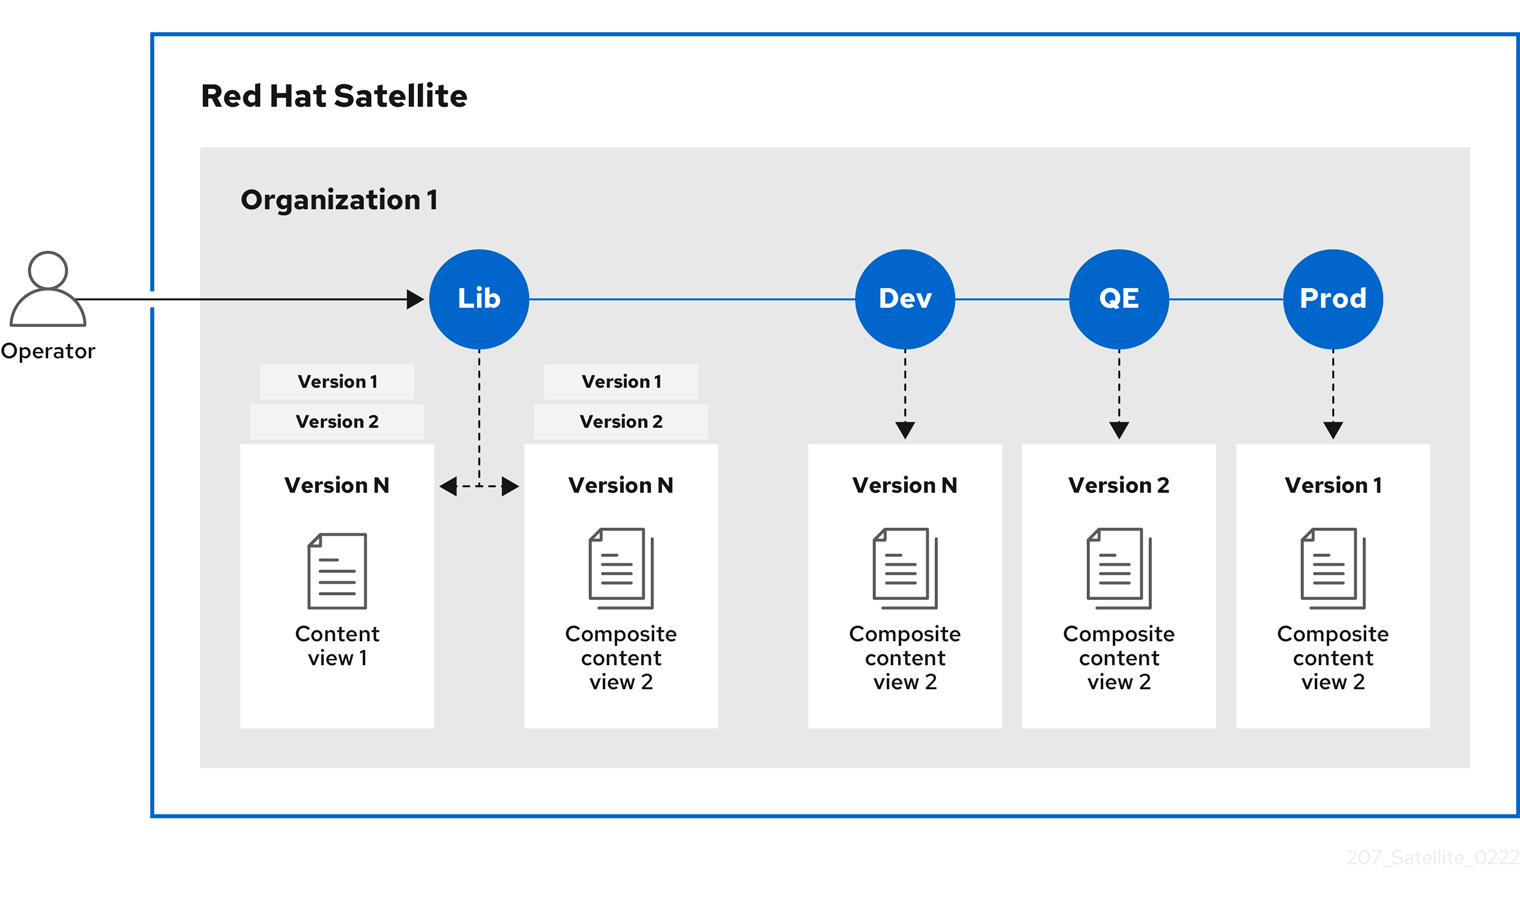 Red Hat Satellite
Organization 1
Operator
Lib
Dev
QE
Prod
Version 1
Version 2
Version N
Content
view 1
Version 1
Version 2
Version N
Composite
content
view 2
Version N
Composite
content
view 2
Version 2
Composite
content
view 2
Version 1
Composite
content
view 2
207_Satellite_0222